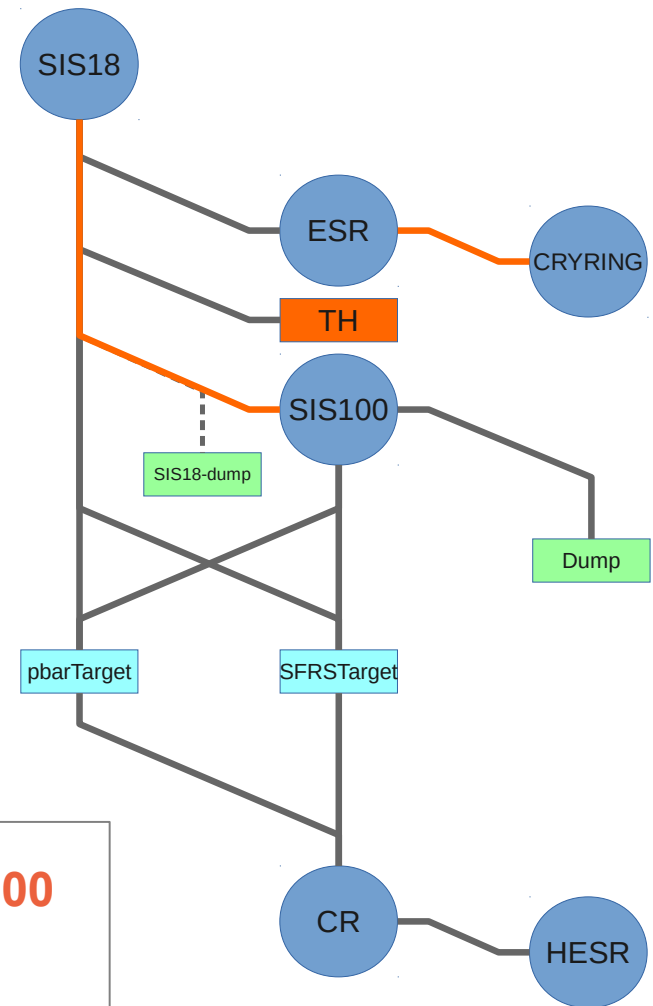 SIS18
ESR
CRYRING
TH
SIS100
SIS18-dump
Dump
pbarTarget
SFRSTarget
00
CR
HESR